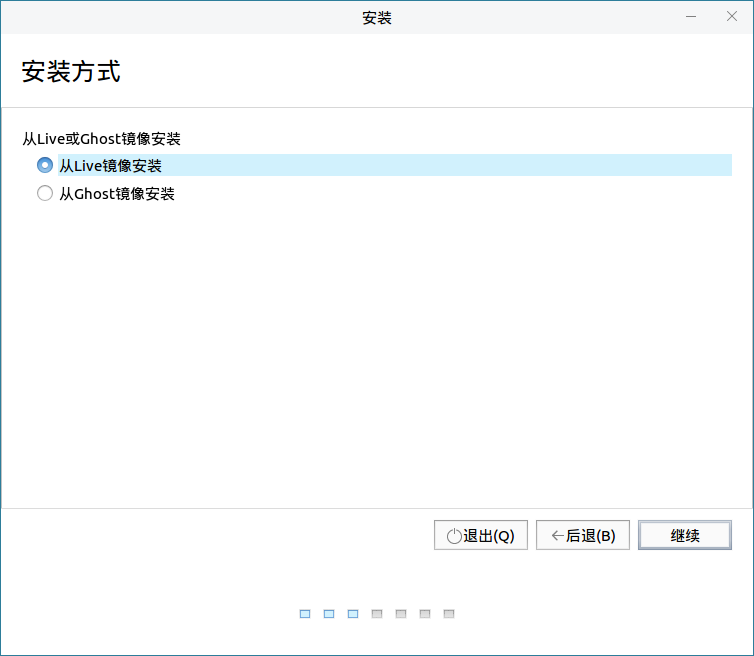 安装
安装方式
从Live或Ghost镜像安装
从Live镜像安装
从Ghost镜像安装
退出(Q) 后退(B) 继续